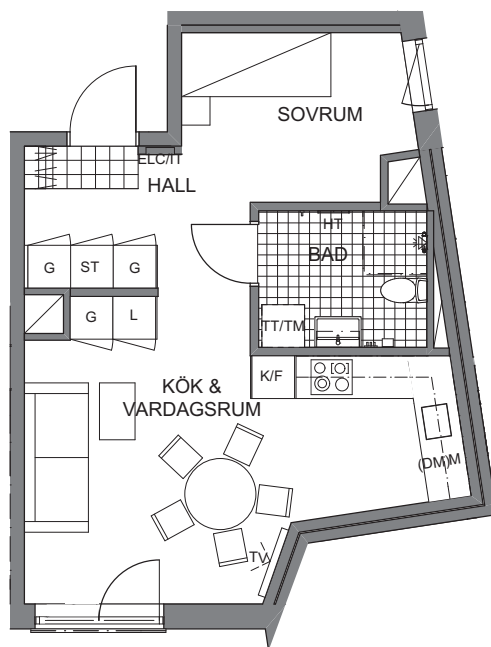 SOVRUM
ELC/IT
HALL
HT
BAD
G
ST
G
G
L
TT/TM
K/F
KÖK &
VARDAGSRUM
(DM)M
TV